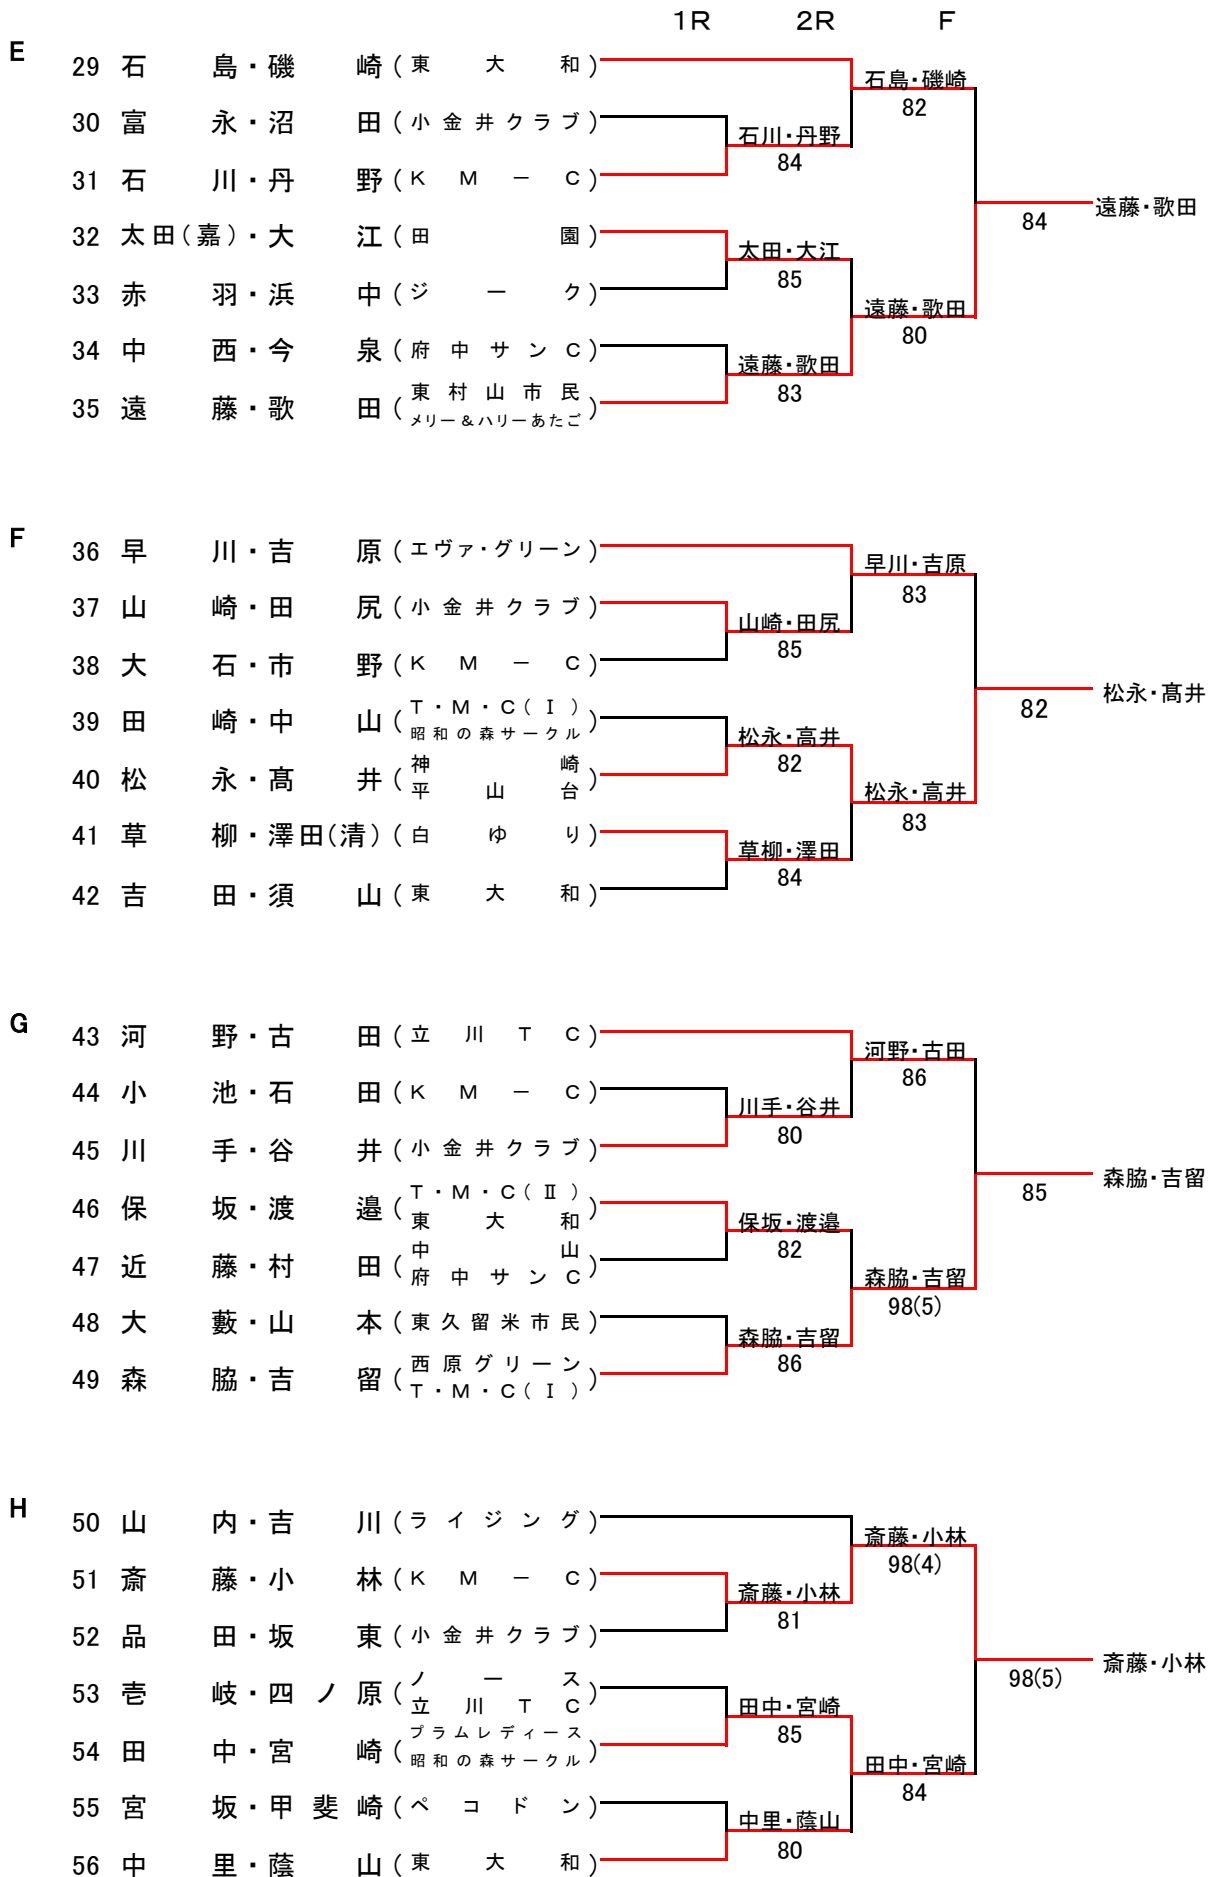 1R 2R F
E
29 石島・磯崎(東大和)
石島・磯崎
82
30 富永・沼田(小金井クラブ)
石川・丹野
84
31 石川・丹野(KM-C)
遠藤・歌田
84
32 太田(嘉)・大江(田園)
太田・大江
85
33 赤羽・浜中(ジーク)
遠藤・歌田
80
34 中西・今泉(府中サンC)
遠藤・歌田
83
35 遠藤・歌田(東村山市民
メリー&ハリーあたご)
F
36 早川・吉原(エヴァ・グリーン)
早川・吉原
83
37 山崎・田尻(小金井クラブ)
山崎・田尻
85
38 大石・市野(KM-C)
松永・髙井
82
39 田崎・中山(T・M・C(Ⅰ)
昭和の森サークル)
松永・高井
82
40 松永・髙井(神崎
平山台)
松永・高井
83
41 草柳・澤田(清)(白ゆり)
草柳・澤田
84
42 吉田・須山(東大和)
G
43 河野・古田(立川TC)
河野・古田
86
44 小池・石田(KM-C)
川手・谷井
80
45 川手・谷井(小金井クラブ)
森脇・吉留
85
46 保坂・渡邉(T・M・C(Ⅱ)
東大和)
保坂・渡邉
82
47 近藤・村田(中山
府中サンC)
森脇・吉留
98(5)
48 大藪・山本(東久留米市民)
森脇・吉留
86
49 森脇・吉留(西原グリーン
T・M・C(Ⅰ))
H
50 山内・吉川(ライジング)
斎藤・小林
98(4)
51 斎藤・小林(KM-C)
斎藤・小林
81
52 品田・坂東(小金井クラブ)
斎藤・小林
98(5)
53 壱岐・四ノ原(ノース
立川TC)
田中・宮崎
85
54 田中・宮崎(プラムレディース
昭和の森サークル)
田中・宮崎
84
55 宮坂・甲斐崎(ペコドン)
中里・蔭山
80
56 中里・蔭山(東大和)